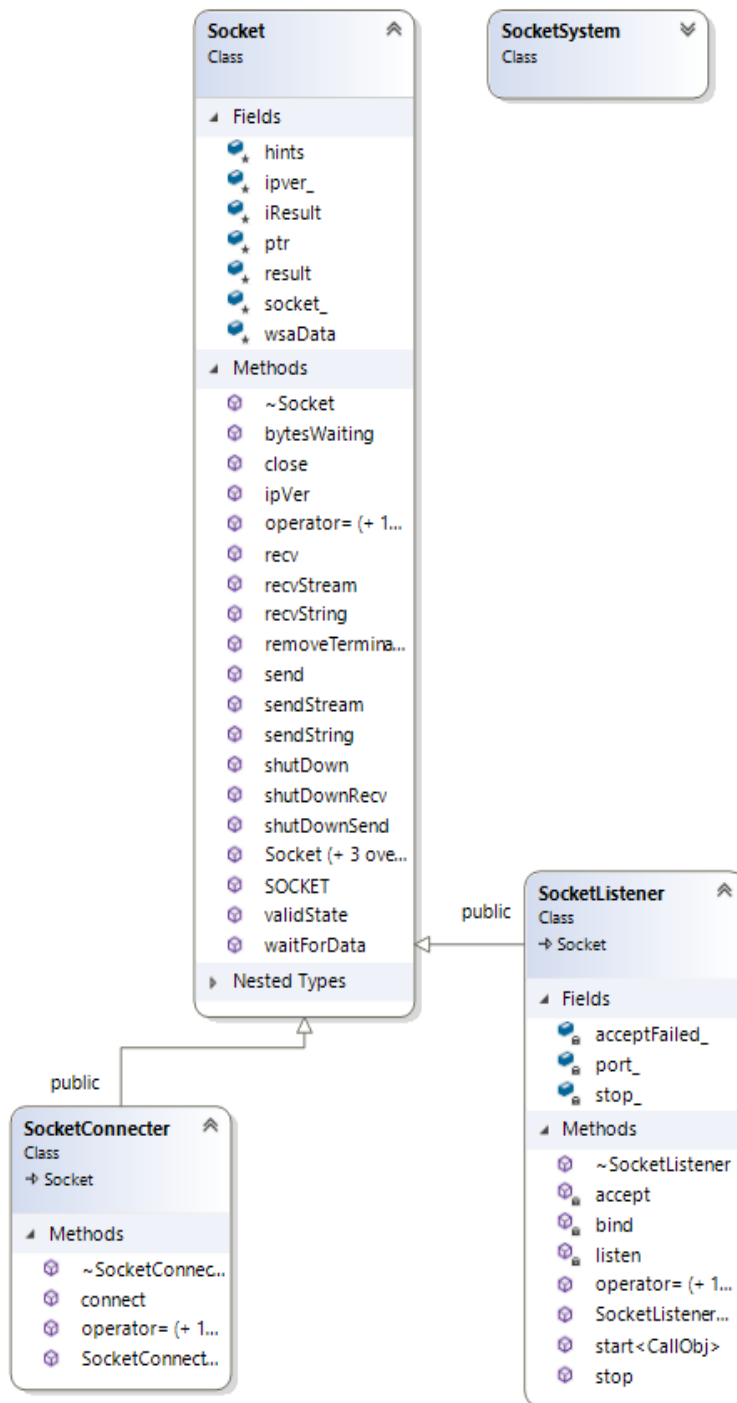 Socket
Class
Fields
hints
ipver_
iResult
ptr
result
socket_
wsaData
Methods
~Socket
bytesWaiting
close
ipVer
operator= (+ 1...
recv
recvStream
recvString
removeTermina...
send
sendStream
sendString
shutDown
shutDownRecv
shutDownSend
Socket (+ 3 ove...
SOCKET
validState
waitForData
Nested Types
SocketSystem
Class
public
SocketListener
Class
Socket
Fields
acceptFailed_
port_
stop_
Methods
~SocketListener
accept
bind
listen
operator= (+ 1...
SocketListener...
start<CallObj>
stop
public
SocketConnecter
Class
Socket
Methods
~SocketConnec...
connect
operator= (+ 1...
SocketConnect...